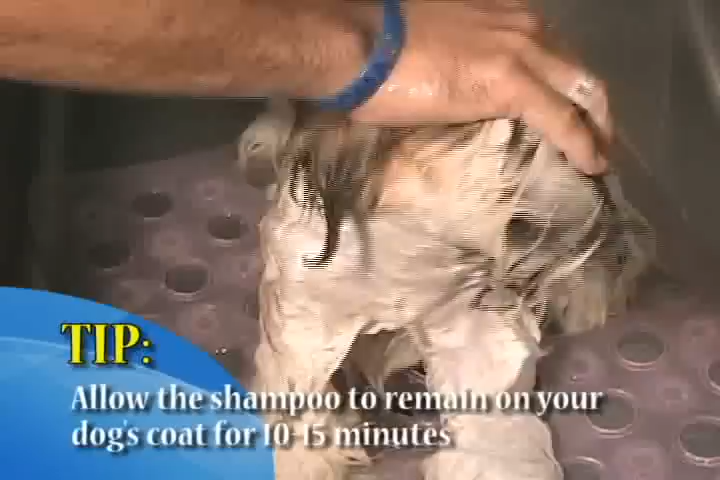 TIP:
Allow the shampoo to remain on your
dog's coat for 10-15 minutes